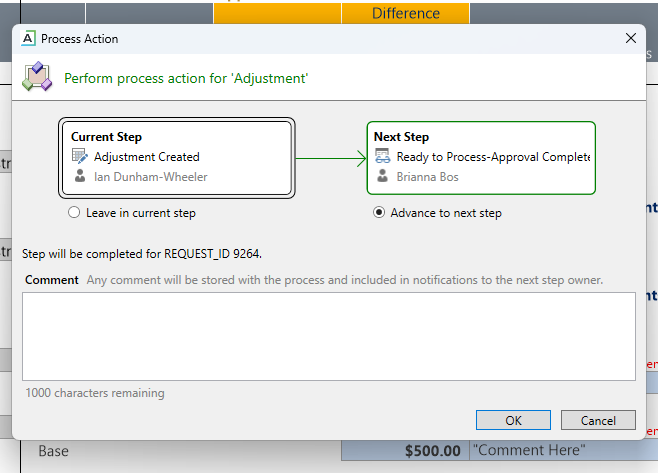 Difference
A Process Action
Perform process action for 'Adjustment'
Current Step
Adjustment Created
Ian Dunham-Wheeler
Next Step
Ready to Process-Approval Complete
Brianna Bos
Leave in current step
Advance to next step
Step will be completed for REQUEST_ID 9264.
Comment Any comment will be stored with the process and included in notifications to the next step owner.
1000 characters remaining
OK Cancel
Base $500.00 "Comment Here"